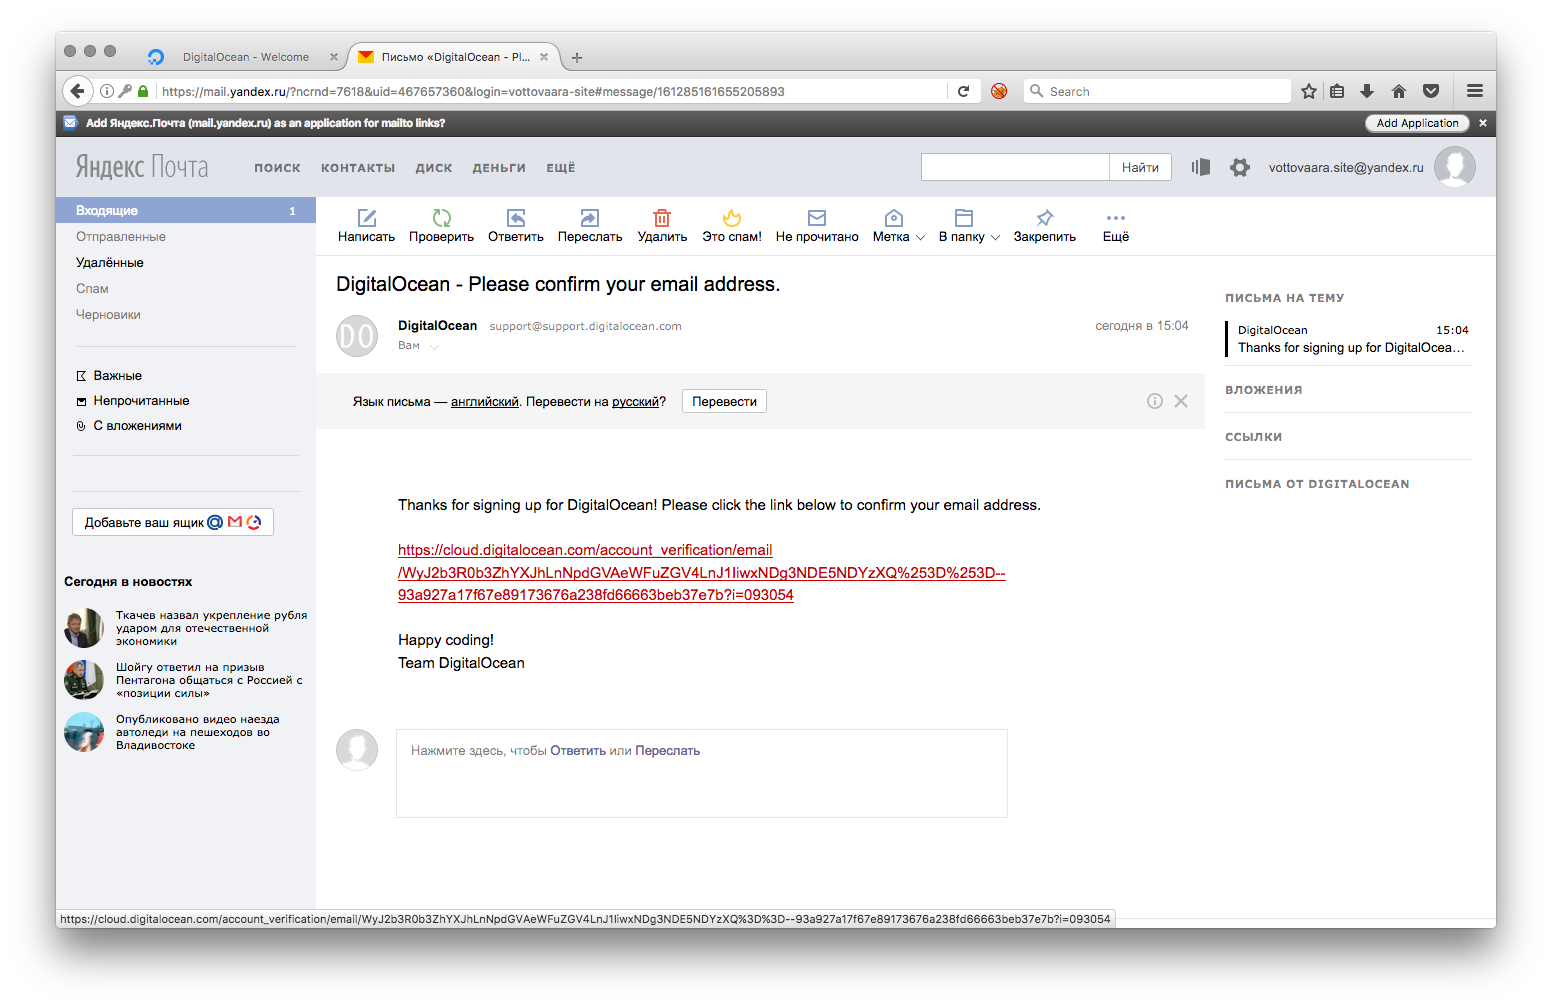 DigitalOcean - Welcome
Письмо «DigitalOcean - Pl...
https://mail.yandex.ru/?ncrnd=7618&uid=467657360&login=vottovaara-site#message/161285161655205893
Search
Add Яндекс.Почта (mail.yandex.ru) as an application for mailto links?
Add Application
Яндекс Почта
ПОИСК
КОНТАКТЫ
ДИСК
ДЕНЬГИ
ЕЩЁ
Найти
vottovaara.site@yandex.ru
Входящие 1
Отправленные
Удалённые
Спам
Черновики
Важные
Непрочитанные
С вложениями
Добавьте ваш ящик
Сегодня в новостях
Ткачев назвал укрепление рубля
ударом для отечественной
экономики
Шойгу ответил на призыв
Пентагона общаться с Россией с
«позиции силы»
Опубликовано видео наезда
автоледи на пешеходов во
Владивостоке
Написать
Проверить
Ответить
Переслать
Удалить
Это спам!
Не прочитано
Метка
В папку
Закрепить
Ещё
DigitalOcean - Please confirm your email address.
DO
DigitalOcean support@support.digitalocean.com
сегодня в 15:04
Вам
Язык письма — английский. Перевести на русский?
Перевести
Thanks for signing up for DigitalOcean! Please click the link below to confirm your email address.
https://cloud.digitalocean.com/account_verification/email
/WyJ2b3R0b3ZhYXJhLnNpdGVAeWFuZGV4LnJ1IiwxNDg3NDE5NDYzXQ%253D%253D--
93a927a17f67e89173676a238fd66663beb37e7b?i=093054
Happy coding!
Team DigitalOcean
Нажмите здесь, чтобы Ответить или Переслать
ПИСЬМА НА ТЕМУ
DigitalOcean 15:04
Thanks for signing up for DigitalOcea...
ВЛОЖЕНИЯ
ССЫЛКИ
ПИСЬМА ОТ DIGITALOCEAN
https://cloud.digitalocean.com/account_verification/email/WyJ2b3R0b3ZhYXJhLnNpdGVAeWFuZGV4LnJ1IiwxNDg3NDE5NDYzXQ%3D%3D--93a927a17f67e89173676a238fd66663beb37e7b?i=093054